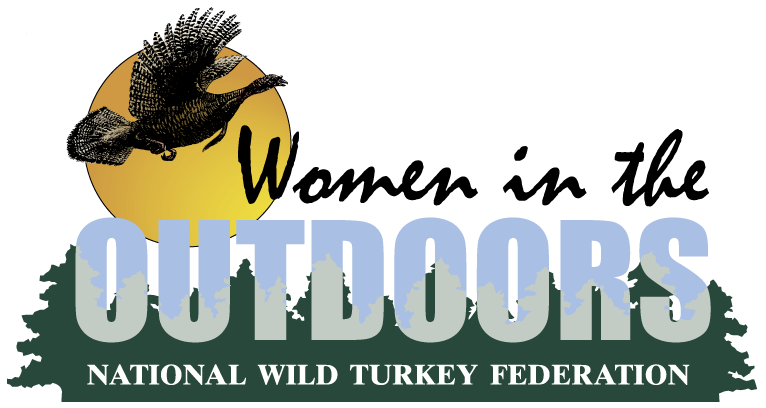 Women in the
OUTDOORS
NATIONAL WILD TURKEY FEDERATION